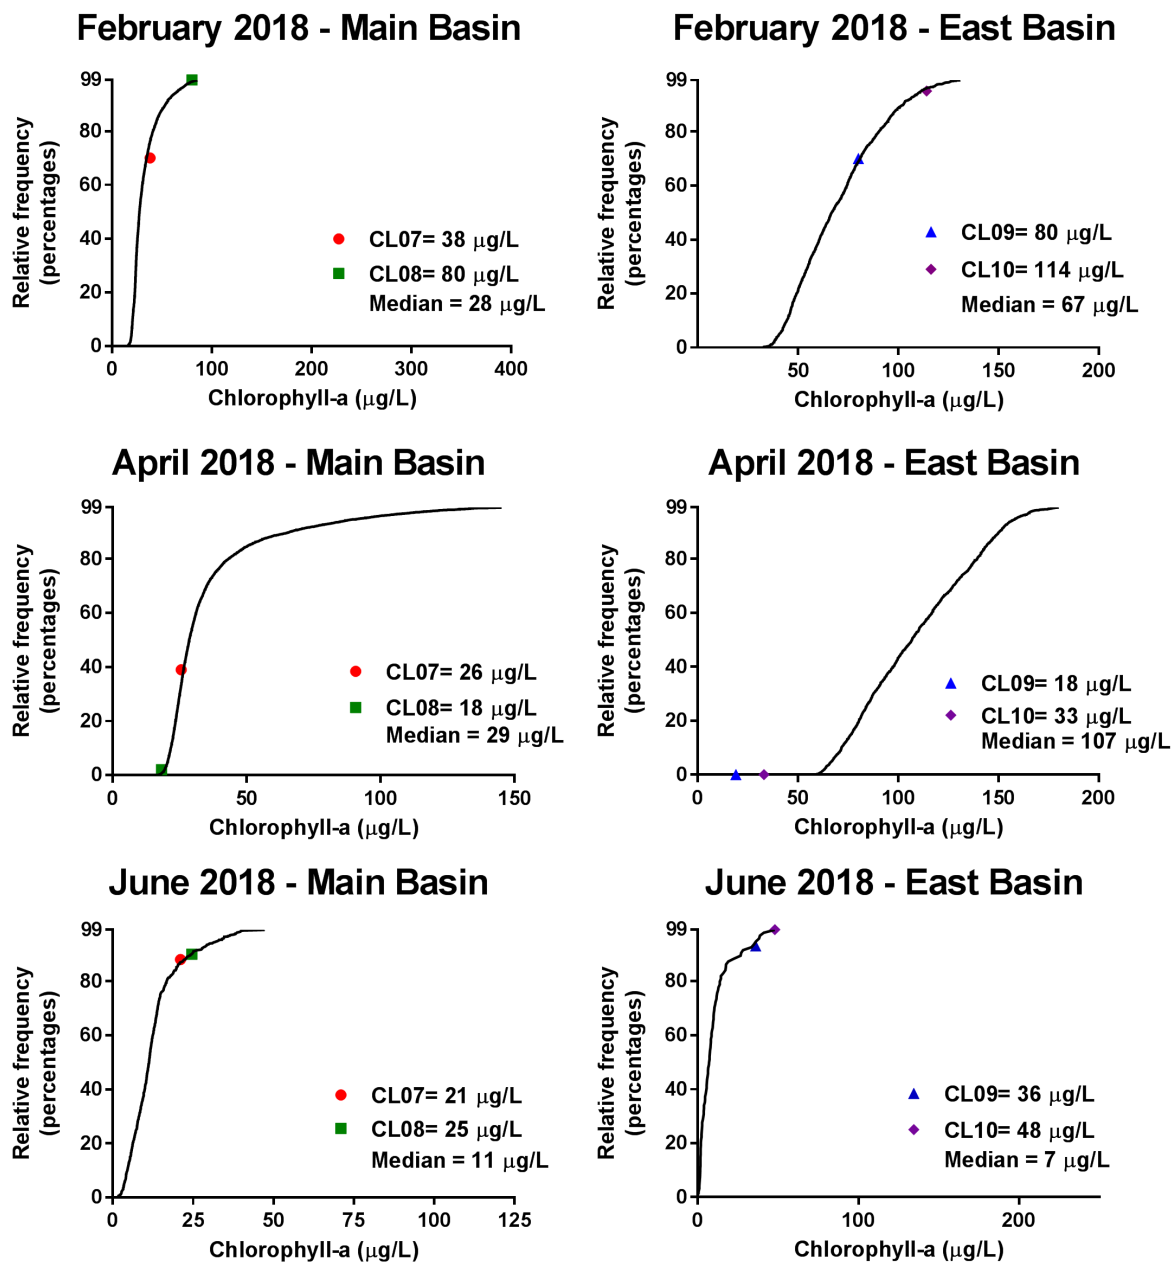 February 2018 - Main Basin
Relative frequency
(percentages)
99
80
60
40
20
0
CL07= 38 μg/L
CL08= 80 μg/L
Median = 28 μg/L
0 100 200 300 400
Chlorophyll-a (μg/L)
February 2018 - East Basin
Relative frequency
(percentages)
99
80
60
40
20
0
CL09= 80 μg/L
CL10= 114 μg/L
Median = 67 μg/L
50 100 150 200
Chlorophyll-a (μg/L)
April 2018 - Main Basin
Relative frequency
(percentages)
99
80
60
40
20
0
CL07= 26 μg/L
CL08= 18 μg/L
Median = 29 μg/L
0 50 100 150
Chlorophyll-a (μg/L)
April 2018 - East Basin
Relative frequency
(percentages)
99
80
60
40
20
0
CL09= 18 μg/L
CL10= 33 μg/L
Median = 107 μg/L
0 50 100 150 200
Chlorophyll-a (μg/L)
June 2018 - Main Basin
Relative frequency
(percentages)
99
80
60
40
20
0
CL07= 21 μg/L
CL08= 25 μg/L
Median = 11 μg/L
0 25 50 75 100 125
Chlorophyll-a (μg/L)
June 2018 - East Basin
Relative frequency
(percentages)
99
80
60
40
20
0
CL09= 36 μg/L
CL10= 48 μg/L
Median = 7 μg/L
0 100 200
Chlorophyll-a (μg/L)